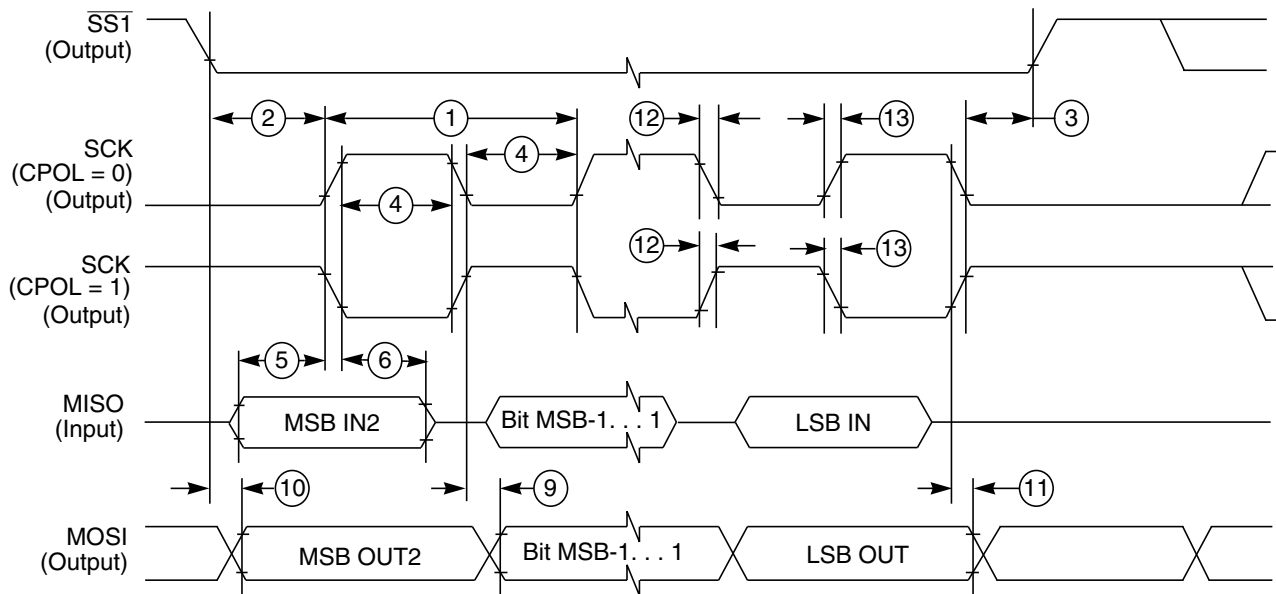 SS1
(Output)
2
1
12
13
3
SCK
(CPOL = 0)
(Output)
4
4
12
13
SCK
(CPOL = 1)
(Output)
5
6
MISO
(Input)
MSB IN2
Bit MSB-1. . . 1
LSB IN
10
9
11
MOSI
(Output)
MSB OUT2
Bit MSB-1. . . 1
LSB OUT